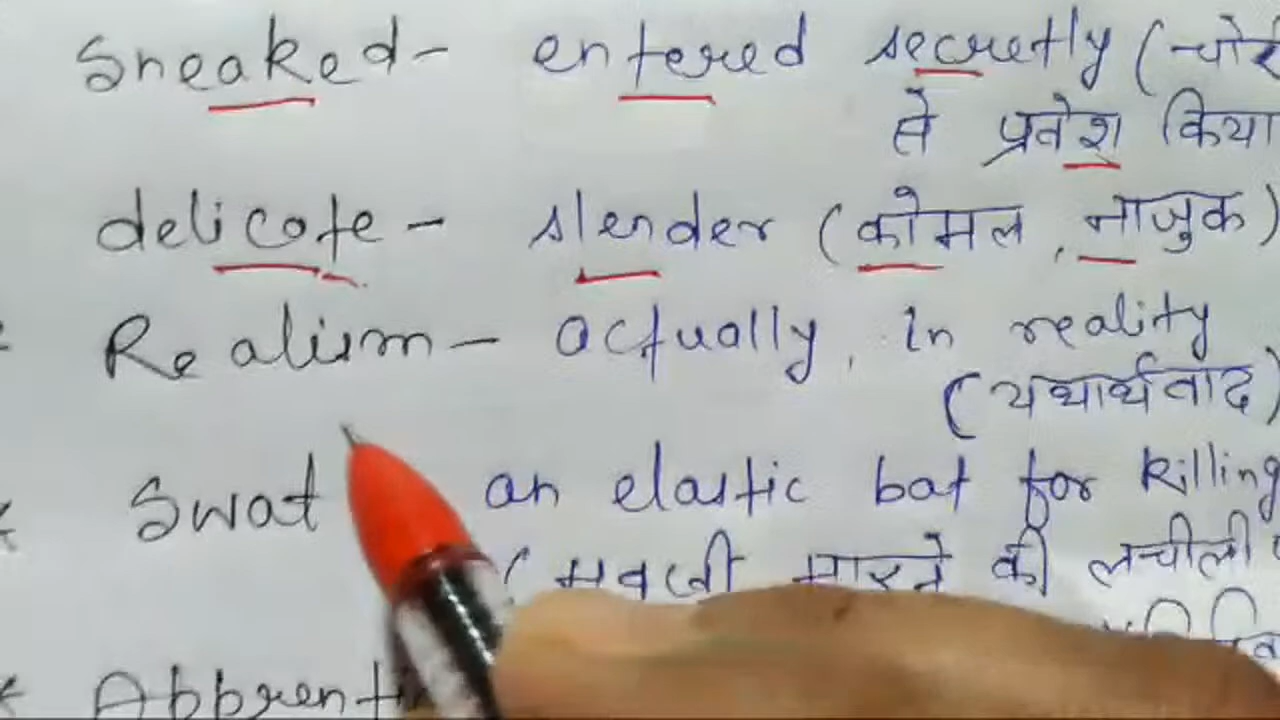 Sneaked - entered secretly (चोर
से प्रवेश किया
delicate - slender (कोमल, नाजुक)
Realism - actually, In reality
(यथार्थवाद)
Swat an elastic bat for killing
(मक्खी मारने की लचीली
Apprenti